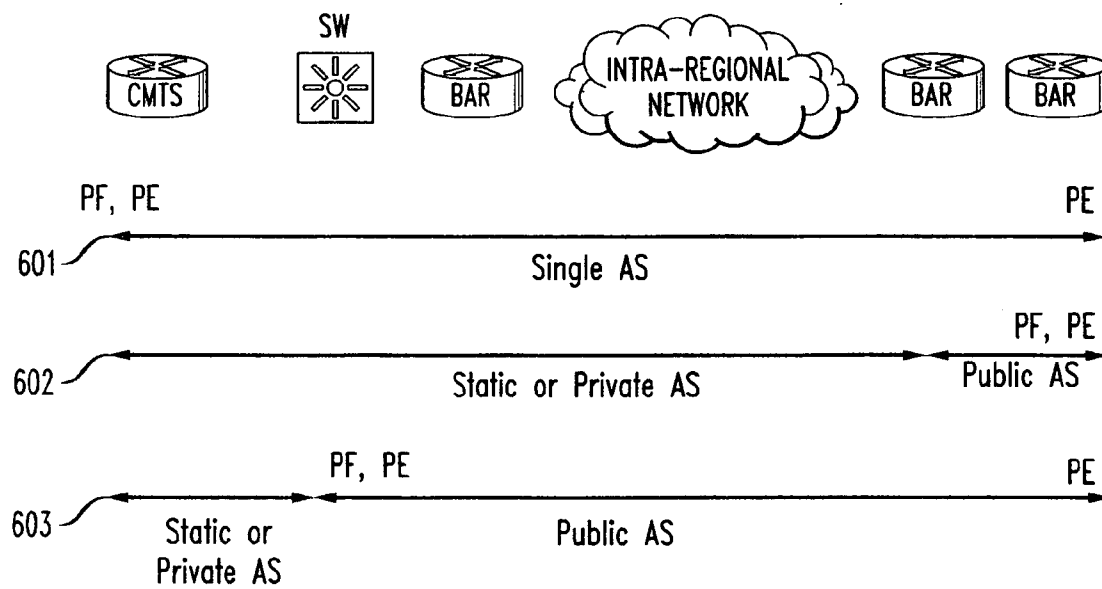 SW
CMTS
BAR
INTRA-REGIONAL
NETWORK
BAR
BAR
PF, PE
PE
601
Single AS
PF, PE
602
Static or Private AS
Public AS
PF, PE
PE
603
Static or
Private AS
Public AS